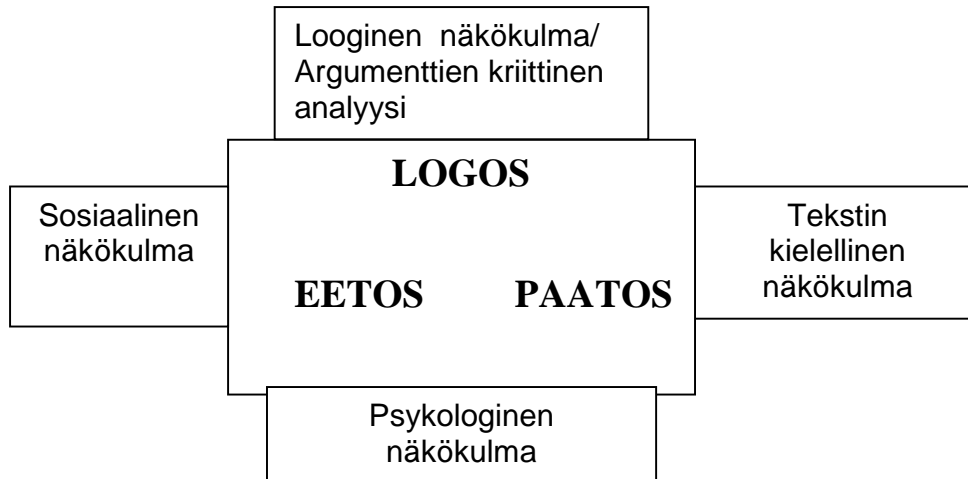 Looginen näkökulma/
Argumenttien kriittinen
analyysi
LOGOS
Sosiaalinen
näkökulma
EETOS PAATOS
Tekstin
kielellinen
näkökulma
Psykologinen
näkökulma